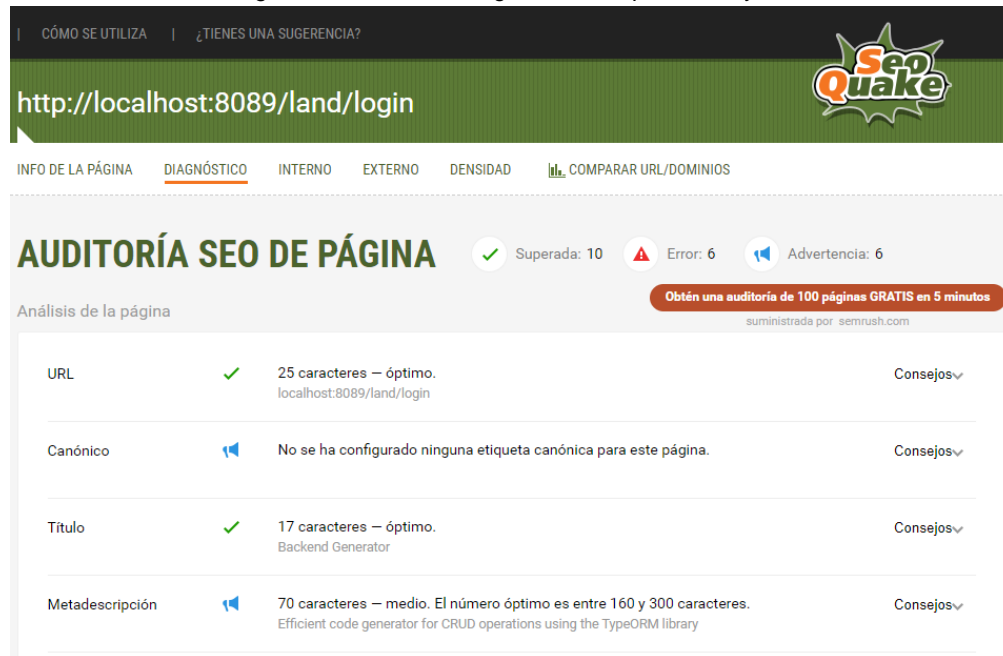 | CÓMO SE UTILIZA | ¿TIENES UNA SUGERENCIA?
Seo
Quake
http://localhost:8089/land/login
INFO DE LA PÁGINA DIAGNÓSTICO INTERNO EXTERNO DENSIDAD COMPARAR URL/DOMINIOS
AUDITORÍA SEO DE PÁGINA Superada: 10 Error: 6 Advertencia: 6
Obtén una auditoría de 100 páginas GRATIS en 5 minutos
Análisis de la página
suministrada por semrush.com
URL 25 caracteres — óptimo. Consejos
localhost:8089/land/login
Canónico No se ha configurado ninguna etiqueta canónica para este página. Consejos
Título 17 caracteres — óptimo. Consejos
Backend Generator
Metadescripción 70 caracteres — medio. El número óptimo es entre 160 y 300 caracteres. Consejos
Efficient code generator for CRUD operations using the TypeORM library